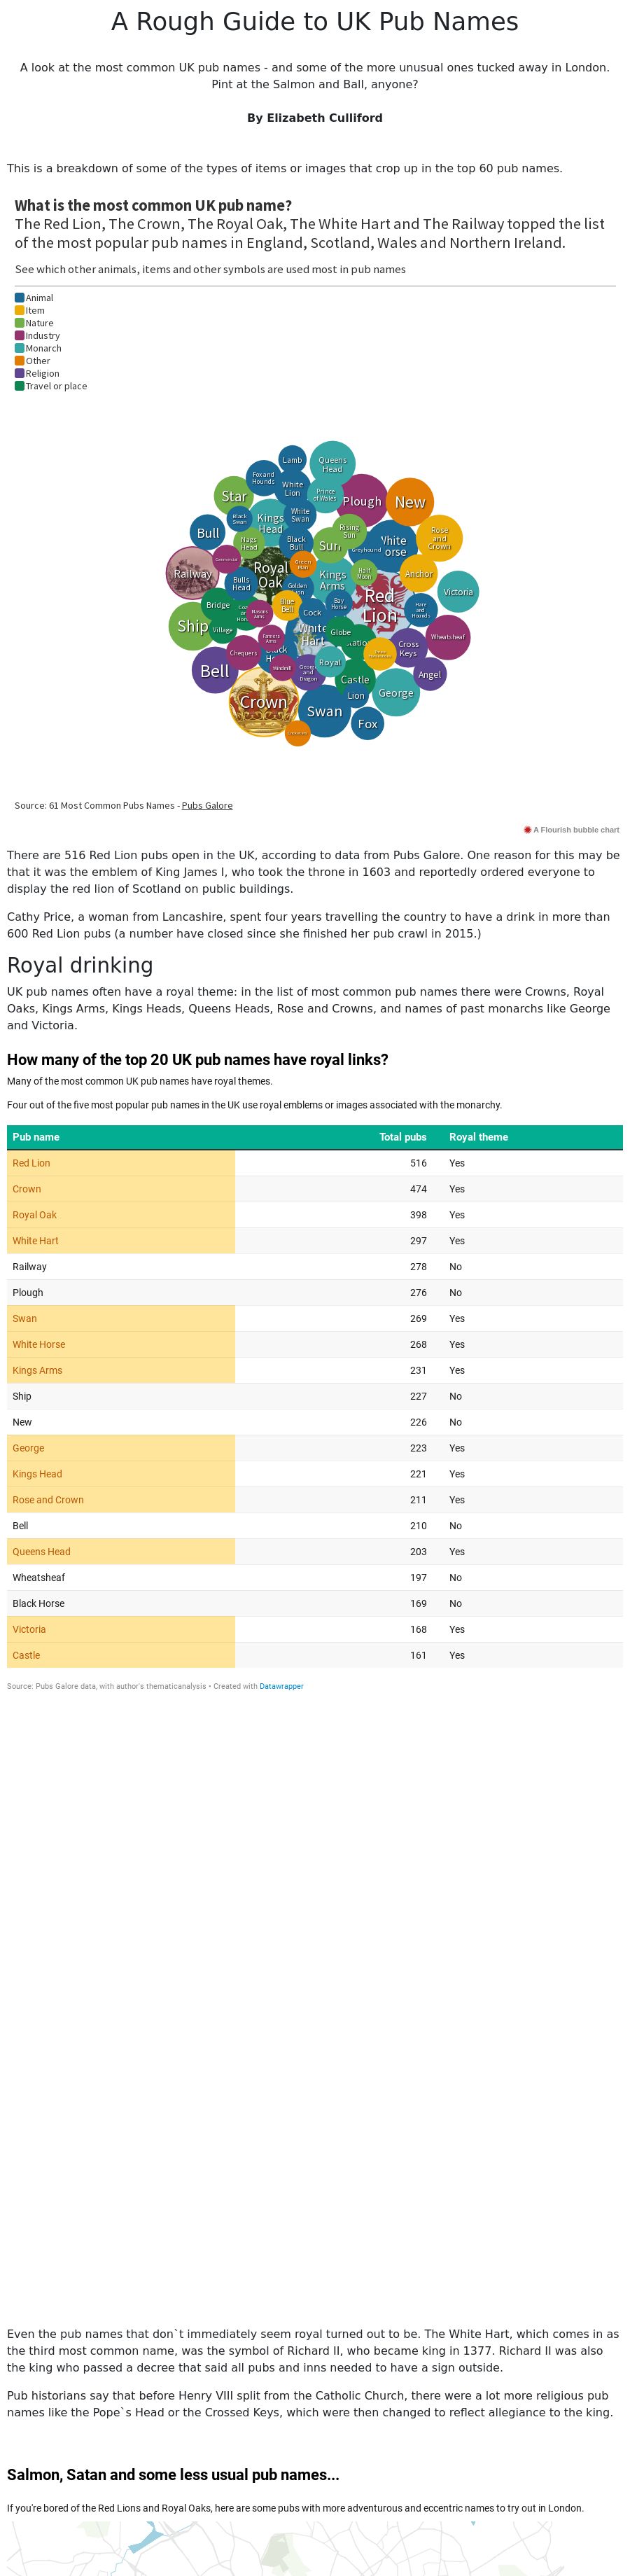 A Rough Guide to UK Pub Names
A look at the most common UK pub names - and some of the more unusual ones tucked away in London.
Pint at the Salmon and Ball, anyone?
By Elizabeth Culliford
This is a breakdown of some of the types of items or images that crop up in the top 60 pub names.
What is the most common UK pub name?
The Red Lion, The Crown, The Royal Oak, The White Hart and The Railway topped the list
of the most popular pub names in England, Scotland, Wales and Northern Ireland.
See which other animals, items and other symbols are used most in pub names
Animal
Item
Nature
Industry
Monarch
Other
Religion
Travel or place
Lamb
Queens
Head
Fox and
Hounds
White
Lion
Prince
of Wales
Star
Plough
New
Black
Swan
Kings
Head
White
Swan
Rising
Sun
Rose
and
Crown
Bull
Nags
Head
Black
Bull
Sun
Greyhound
Railway
Commercial
Royal
Oak
Green
Man
Kings
Arms
Half
Moon
Anchor
Victoria
Bulls
Head
Golden
Red
Lion
Bridge
Masons
Arms
Blue
Bell
Cock
Bay
Horse
Hare
and
Hounds
Ship
Village
Farmers
Arms
White
Hart
Globe
Wheatsheaf
Chequers
Windmill
Royal
Cross
Keys
Bell
George
and
Dragon
Castle
Angel
Crown
Swan
Lion
George
Fox
Source: 61 Most Common Pubs Names - Pubs Galore
A Flourish bubble chart
There are 516 Red Lion pubs open in the UK, according to data from Pubs Galore. One reason for this may be
that it was the emblem of King James I, who took the throne in 1603 and reportedly ordered everyone to
display the red lion of Scotland on public buildings.
Cathy Price, a woman from Lancashire, spent four years travelling the country to have a drink in more than
600 Red Lion pubs (a number have closed since she finished her pub crawl in 2015.)
Royal drinking
UK pub names often have a royal theme: in the list of most common pub names there were Crowns, Royal
Oaks, Kings Arms, Kings Heads, Queens Heads, Rose and Crowns, and names of past monarchs like George
and Victoria.
How many of the top 20 UK pub names have royal links?
Many of the most common UK pub names have royal themes.
Four out of the five most popular pub names in the UK use royal emblems or images associated with the monarchy.
Pub name Total pubs Royal theme
Red Lion 516 Yes
Crown 474 Yes
Royal Oak 398 Yes
White Hart 297 Yes
Railway 278 No
Plough 276 No
Swan 269 Yes
White Horse 268 Yes
Kings Arms 231 Yes
Ship 227 No
New 226 No
George 223 Yes
Kings Head 221 Yes
Rose and Crown 211 Yes
Bell 210 No
Queens Head 203 Yes
Wheatsheaf 197 No
Black Horse 169 No
Victoria 168 Yes
Castle 161 Yes
Source: Pubs Galore data, with author's thematicanalysis • Created with Datawrapper
Even the pub names that don`t immediately seem royal turned out to be. The White Hart, which comes in as
the third most common name, was the symbol of Richard II, who became king in 1377. Richard II was also
the king who passed a decree that said all pubs and inns needed to have a sign outside.
Pub historians say that before Henry VIII split from the Catholic Church, there were a lot more religious pub
names like the Pope`s Head or the Crossed Keys, which were then changed to reflect allegiance to the king.
Salmon, Satan and some less usual pub names...
If you're bored of the Red Lions and Royal Oaks, here are some pubs with more adventurous and eccentric names to try out in London.